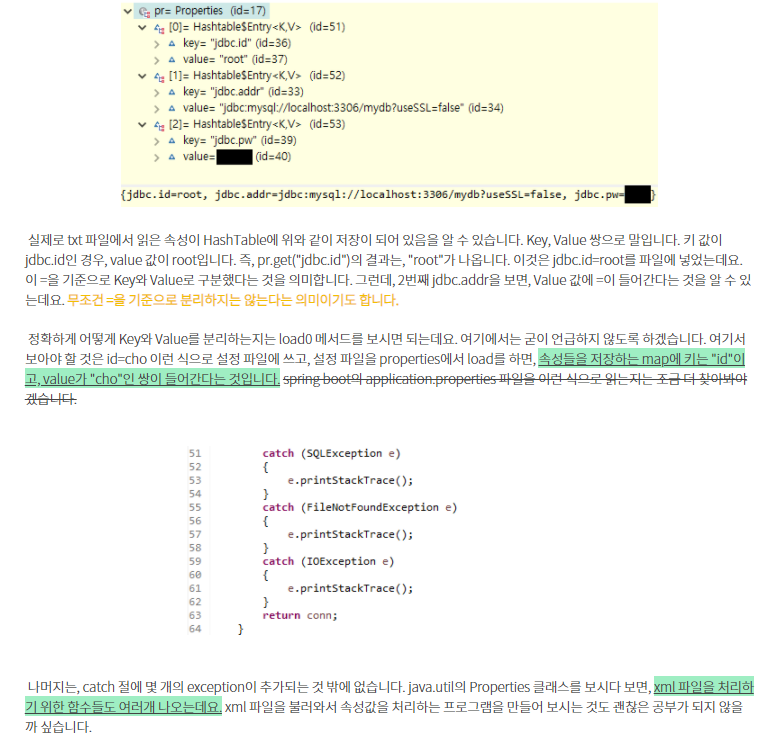 pr= Properties (id=17)
[0]= Hashtable$Entry<K,V> (id=51)
key= "jdbc.id" (id=36)
value= "root" (id=37)
[1]= Hashtable$Entry<K,V> (id=52)
key= "jdbc.addr" (id=33)
value= "jdbc:mysql://localhost:3306/mydb?useSSL=false" (id=34)
[2]= Hashtable$Entry<K,V> (id=53)
key= "jdbc.pw" (id=39)
value= (id=40)
{jdbc.id=root, jdbc.addr=jdbc:mysql://localhost:3306/mydb?useSSL=false, jdbc.pw= }
실제로 txt 파일에서 읽은 속성이 HashTable에 위와 같이 저장이 되어 있음을 알 수 있습니다. Key, Value 쌍으로 말입니다. 키 값이
jdbc.id인 경우, value 값이 root입니다. 즉, pr.get("jdbc.id")의 결과는, "root"가 나옵니다. 이것은 jdbc.id=root를 파일에 넣었는데요.
이 =을 기준으로 Key와 Value로 구분했다는 것을 의미합니다. 그런데, 2번째 jdbc.addr을 보면, Value 값에 =이 들어간다는 것을 알 수 있
는데요. 무조건 =을 기준으로 분리하지는 않는다는 의미이기도 합니다.
정확하게 어떻게 Key와 Value를 분리하는지는 load0 메서드를 보시면 되는데요. 여기에서는 굳이 언급하지 않도록 하겠습니다. 여기서
보아야 할 것은 id=cho 이런 식으로 설정 파일에 쓰고, 설정 파일을 properties에서 load를 하면, 속성들을 저장하는 map에 키는 "id"이
고, value가 "cho"인 쌍이 들어간다는 것입니다. spring boot의 application.properties 파일을 이런 식으로 읽는지는 조금 더 찾아봐야
겠습니다.
51 catch (SQLException e)
52 {
53 e.printStackTrace();
54 }
55 catch (FileNotFoundException e)
56 {
57 e.printStackTrace();
58 }
59 catch (IOException e)
60 {
61 e.printStackTrace();
62 }
63 return conn;
64 }
나머지는, catch 절에 몇 개의 exception이 추가되는 것 밖에 없습니다. java.util의 Properties 클래스를 보시다 보면, xml 파일을 처리하
기 위한 함수들도 여러개 나오는데요. xml 파일을 불러와서 속성값을 처리하는 프로그램을 만들어 보시는 것도 괜찮은 공부가 되지 않을
까 싶습니다.